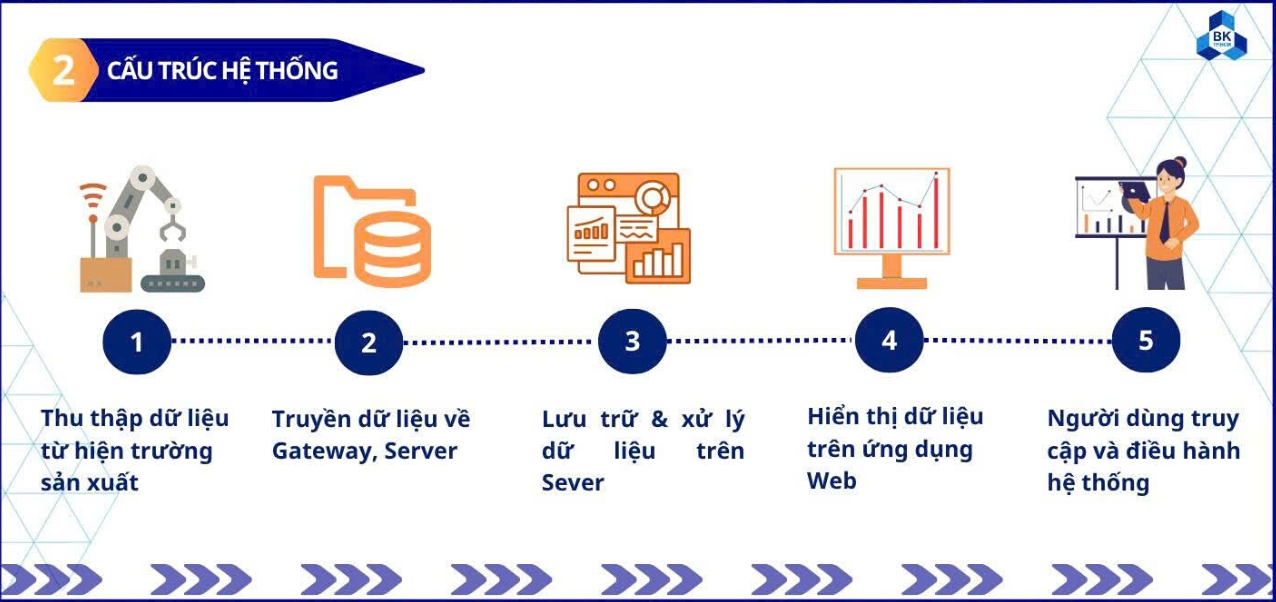 2 CẤU TRÚC HỆ THỐNG
BK
TP.HCM
1
2
3
4
5
Thu thập dữ liệu
từ hiện trường
sản xuất
Truyền dữ liệu về
Gateway, Server
Lưu trữ & xử lý
dữ liệu trên
Sever
Hiển thị dữ liệu
trên ứng dụng
Web
Người dùng truy
cập và điều hành
hệ thống